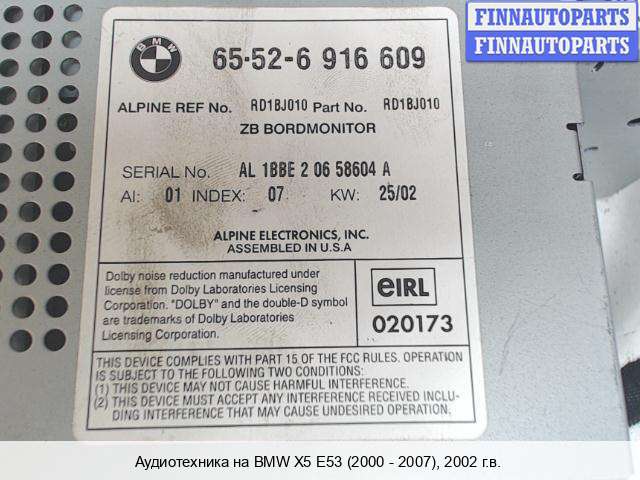 FINNAUTOPARTS
FINNAUTOPARTS
BMW
65-52-6 916 609
ALPINE REF No. RD1BJ010 Part No. RD1BJ010
ZB BORDMONITOR
SERIAL No. AL 1BBE 2 06 58604 A
AI: 01 INDEX: 07 KW: 25/02
ALPINE ELECTRONICS, INC.
ASSEMBLED IN U.S.A
Dolby noise reduction manufactured under
license from Dolby Laboratories Licensing
Corporation. "DOLBY" and the double-D symbol
are trademarks of Dolby Laboratories
Licensing Corporation.
eIRL
020173
THIS DEVICE COMPLIES WITH PART 15 OF THE FCC RULES. OPERATION
IS SUBJECT TO THE FOLLOWING TWO CONDITIONS:
(1) THIS DEVICE MAY NOT CAUSE HARMFUL INTERFERENCE.
(2) THIS DEVICE MUST ACCEPT ANY INTERFERENCE RECEIVED INCLU-
DING INTERFERENCE THAT MAY CAUSE UNDESIRED OPERATION.
Аудиотехника на BMW X5 E53 (2000 - 2007), 2002 г.в.